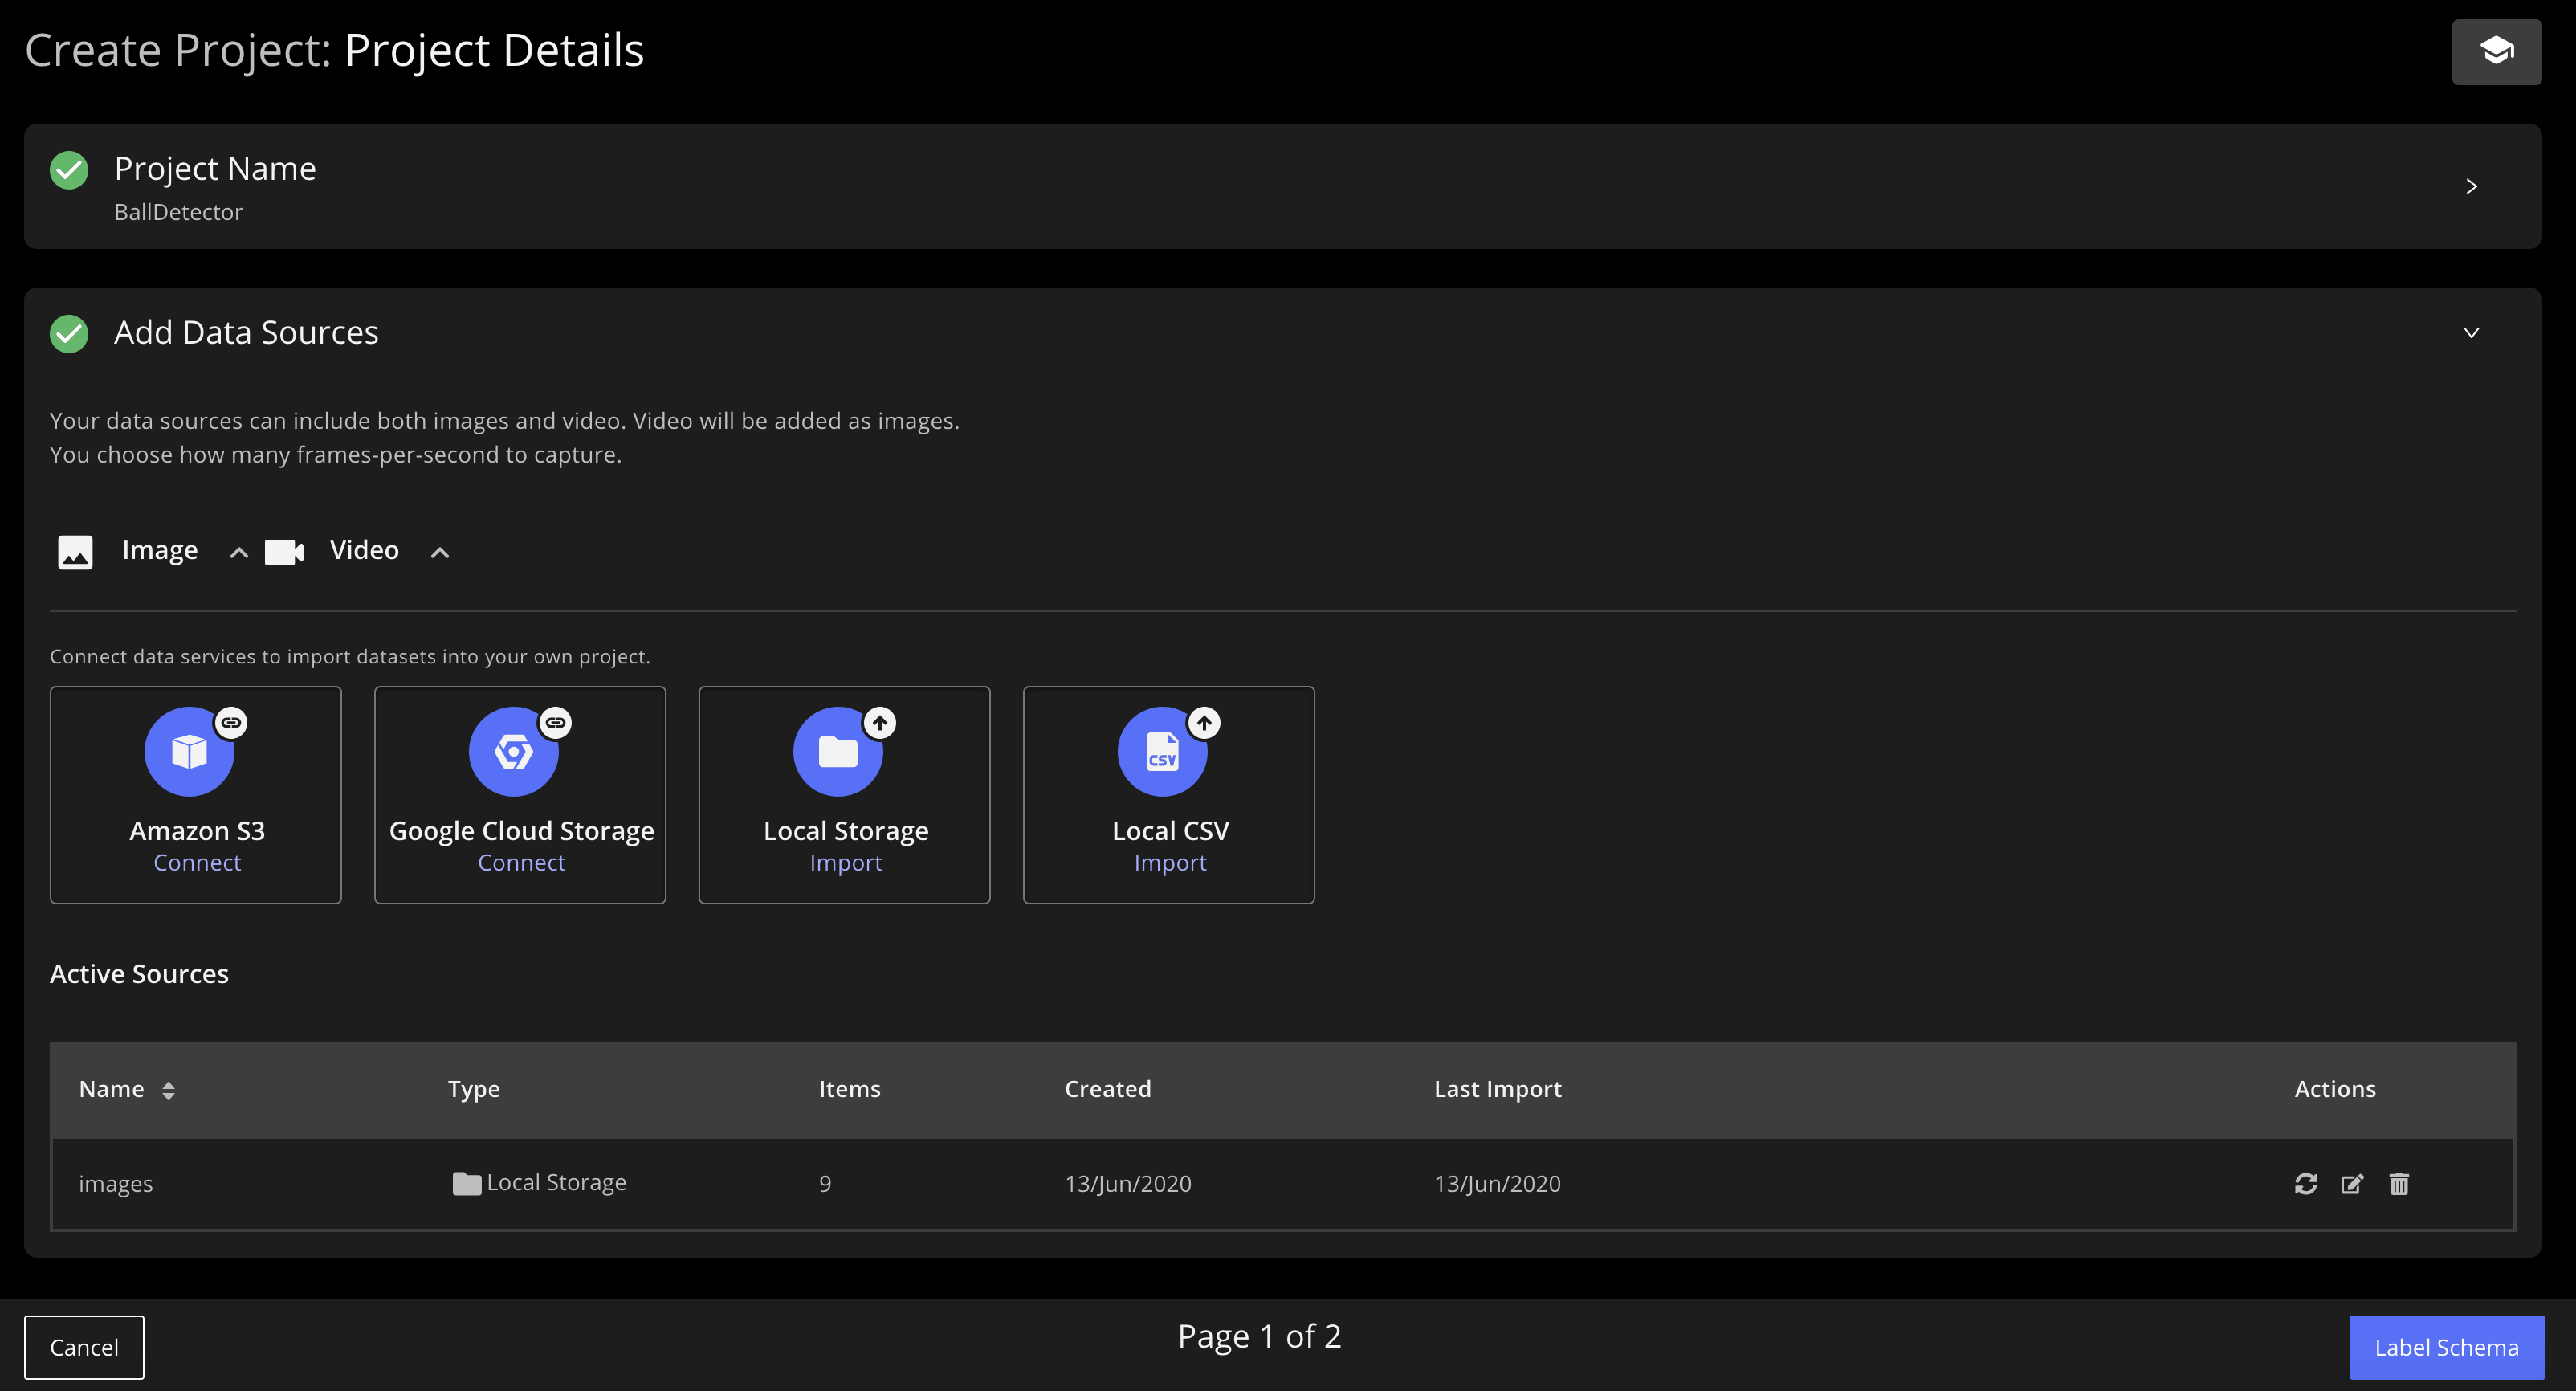 Create Project: Project Details
Project Name
BallDetector
Add Data Sources
Your data sources can include both images and video. Video will be added as images.
You choose how many frames-per-second to capture.
Image Video
Connect data services to import datasets into your own project.
Amazon S3
Connect
Google Cloud Storage
Connect
Local Storage
Import
CSV
Local CSV
Import
Active Sources
Name Type Items Created Last Import Actions
images Local Storage 9 13/Jun/2020 13/Jun/2020
Cancel Page 1 of 2 Label Schema